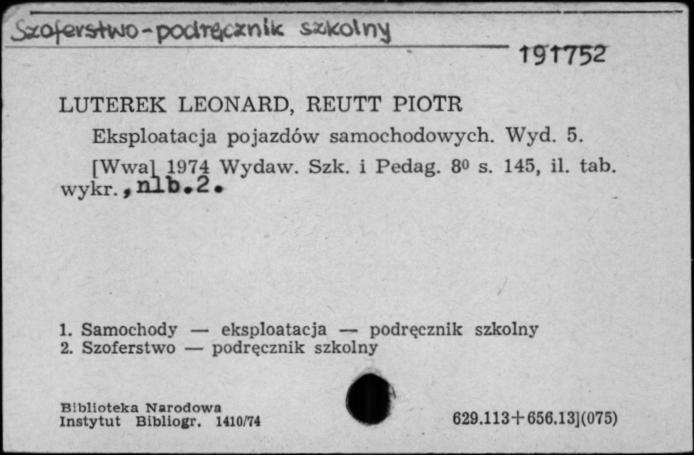 Szoferstwo-podręcznik szkolny
191752
LUTEREK LEONARD, REUTT PIOTR
Eksploatacja pojazdów samochodowych. Wyd. 5.
[Wwa] 1974 Wydaw. Szk. i Pedag. 8⁰ s. 145, il. tab.
wykr., nlb.2.
1. Samochody — eksploatacja — podręcznik szkolny
2. Szoferstwo — podręcznik szkolny
Biblioteka Narodowa
Instytut Bibliogr. 1410/74
629.113+656.13](075)